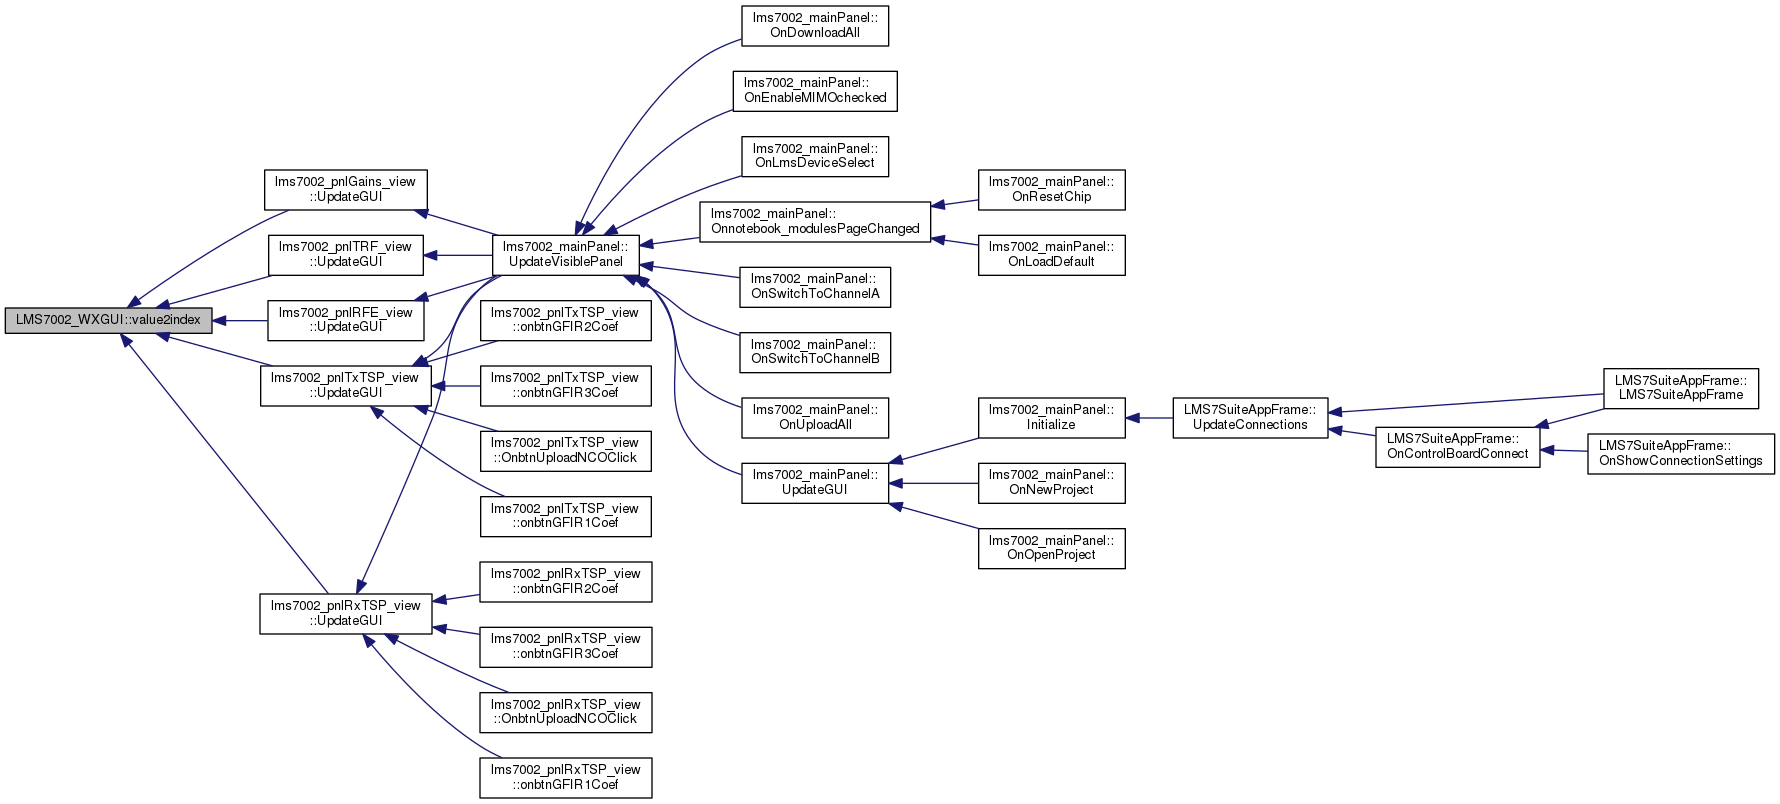 LMS7002_WXGUI::value2index
lms7002_pnlGains_view
::UpdateGUI
lms7002_pnlTRF_view
::UpdateGUI
lms7002_pnlRFE_view
::UpdateGUI
lms7002_pnlTxTSP_view
::UpdateGUI
lms7002_pnlRxTSP_view
::UpdateGUI
lms7002_mainPanel::
UpdateVisiblePanel
lms7002_pnlTxTSP_view
::onbtnGFIR2Coef
lms7002_pnlTxTSP_view
::onbtnGFIR3Coef
lms7002_pnlTxTSP_view
::OnbtnUploadNCOClick
lms7002_pnlTxTSP_view
::onbtnGFIR1Coef
lms7002_pnlRxTSP_view
::onbtnGFIR2Coef
lms7002_pnlRxTSP_view
::onbtnGFIR3Coef
lms7002_pnlRxTSP_view
::OnbtnUploadNCOClick
lms7002_pnlRxTSP_view
::onbtnGFIR1Coef
lms7002_mainPanel::
OnDownloadAll
lms7002_mainPanel::
OnEnableMIMOchecked
lms7002_mainPanel::
OnLmsDeviceSelect
lms7002_mainPanel::
Onnotebook_modulesPageChanged
lms7002_mainPanel::
OnSwitchToChannelA
lms7002_mainPanel::
OnSwitchToChannelB
lms7002_mainPanel::
OnUploadAll
lms7002_mainPanel::
UpdateGUI
lms7002_mainPanel::
OnResetChip
lms7002_mainPanel::
OnLoadDefault
lms7002_mainPanel::
Initialize
lms7002_mainPanel::
OnNewProject
lms7002_mainPanel::
OnOpenProject
LMS7SuiteAppFrame::
UpdateConnections
LMS7SuiteAppFrame::
OnControlBoardConnect
LMS7SuiteAppFrame::
LMS7SuiteAppFrame
LMS7SuiteAppFrame::
OnShowConnectionSettings